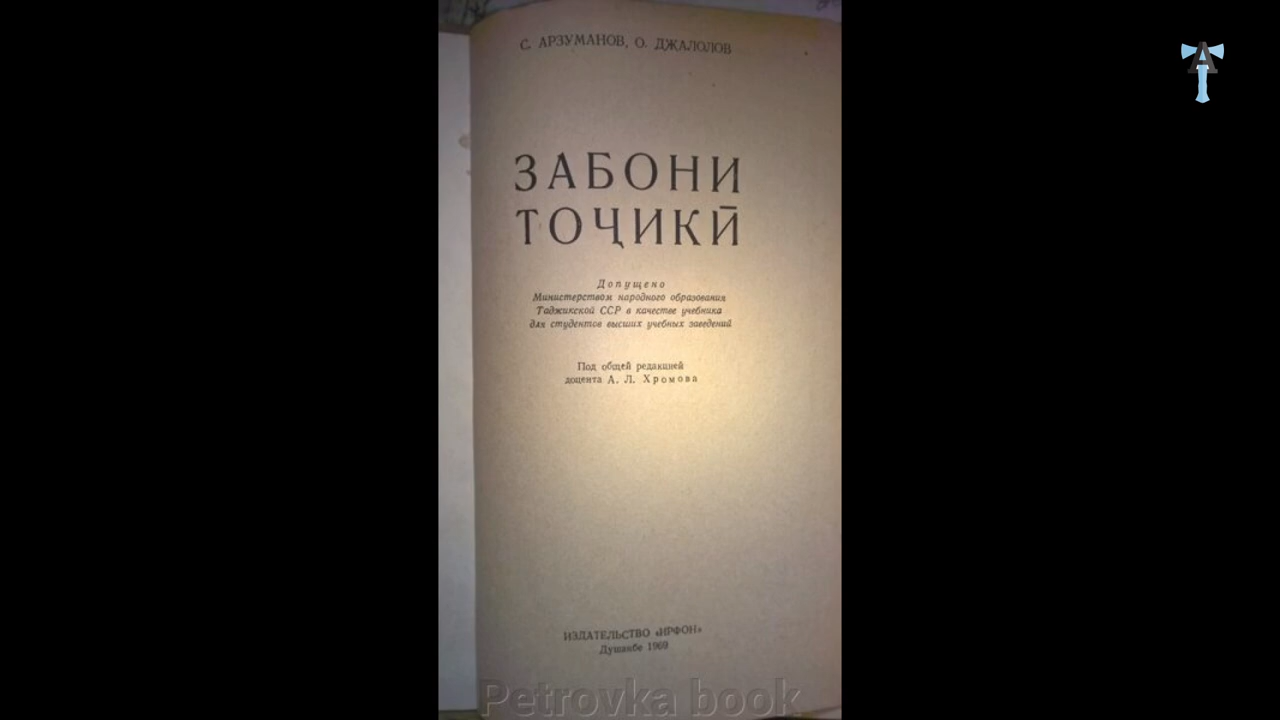 С. АРЗУМАНОВ, О. ДЖАЛОЛОВ
ЗАБОНИ
ТОҶИКӢ
Допущено
Министерством народного образования
Таджикской ССР в качестве учебника
для студентов высших учебных заведений
Под общей редакцией
доцента А. Л. Хромова
ИЗДАТЕЛЬСТВО «ИРФОН»
Душанбе 1969
Petrovka book